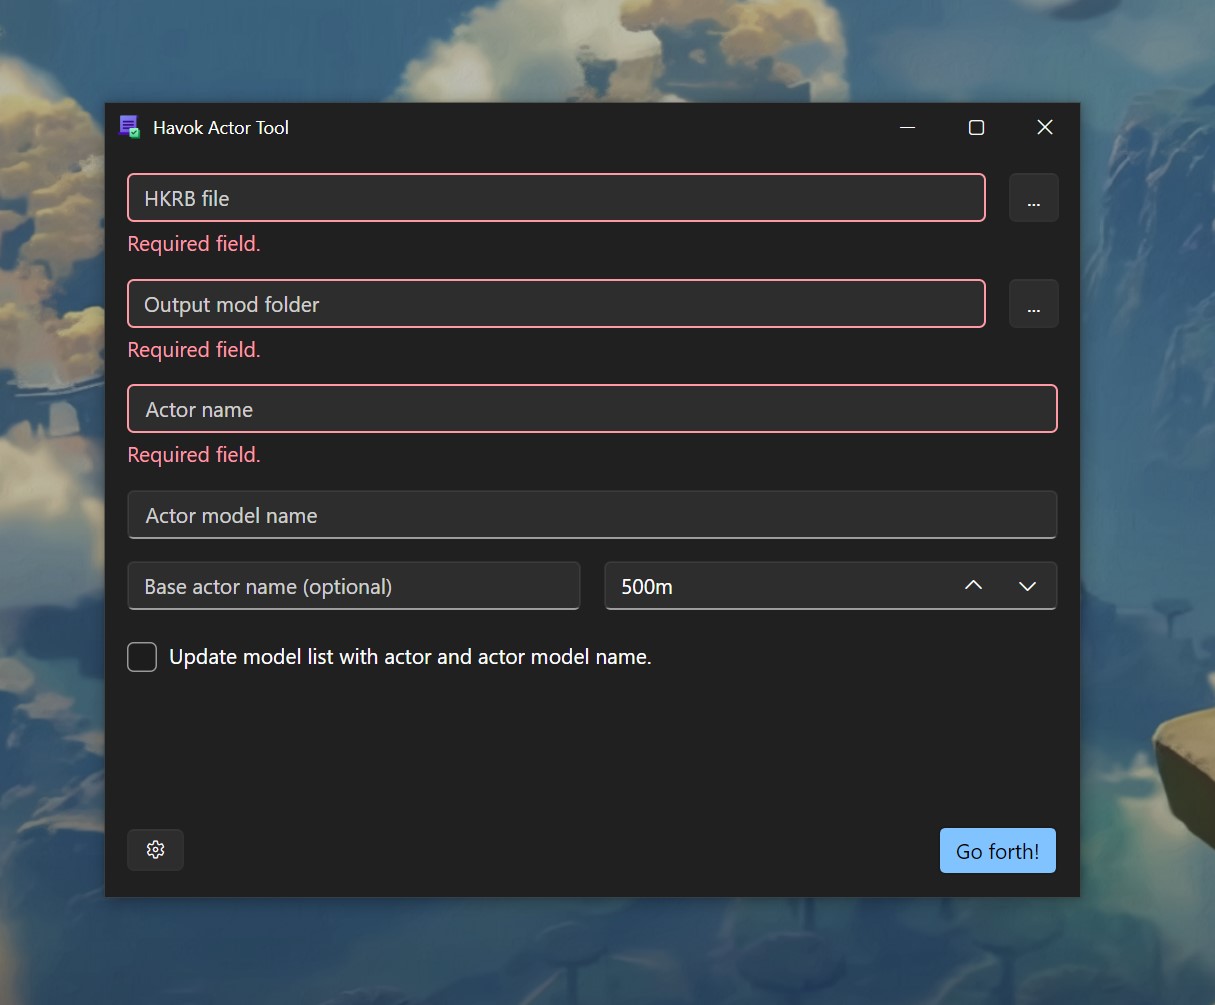 Havok Actor Tool
HKRB file
...
Required field.
Output mod folder
...
Required field.
Actor name
Required field.
Actor model name
Base actor name (optional)
500m
Update model list with actor and actor model name.
Go forth!